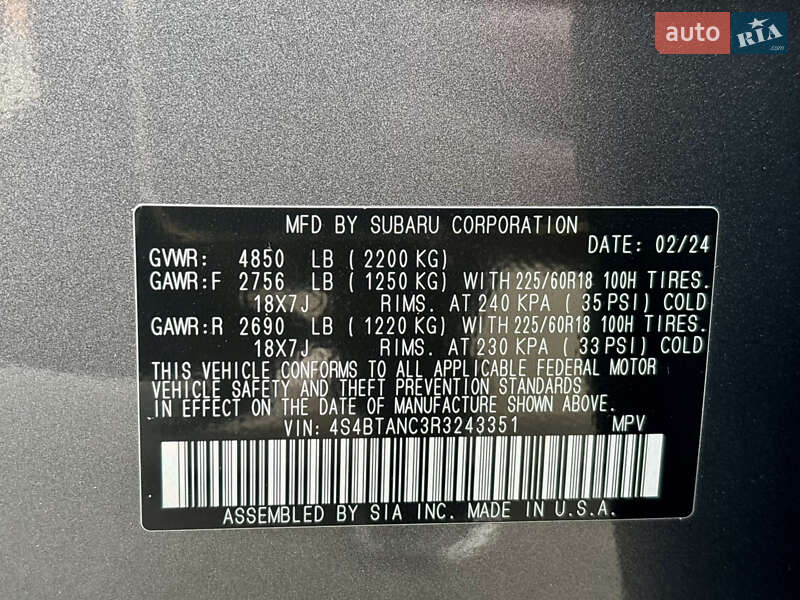 auto RIA .com
MFD BY SUBARU CORPORATION
DATE: 02/24
GVWR: 4850 LB ( 2200 KG)
GAWR:F 2756 LB ( 1250 KG) WITH 225/60R18 100H TIRES.
18X7J RIMS. AT 240 KPA ( 35 PSI) COLD
GAWR:R 2690 LB ( 1220 KG) WITH 225/60R18 100H TIRES.
18X7J RIMS. AT 230 KPA ( 33 PSI) COLD
THIS VEHICLE CONFORMS TO ALL APPLICABLE FEDERAL MOTOR
VEHICLE SAFETY AND THEFT PREVENTION STANDARDS
IN EFFECT ON THE DATE OF MANUFACTURE SHOWN ABOVE.
VIN: 4S4BTANC3R3243351 MPV
ASSEMBLED BY SIA INC. MADE IN U.S.A.